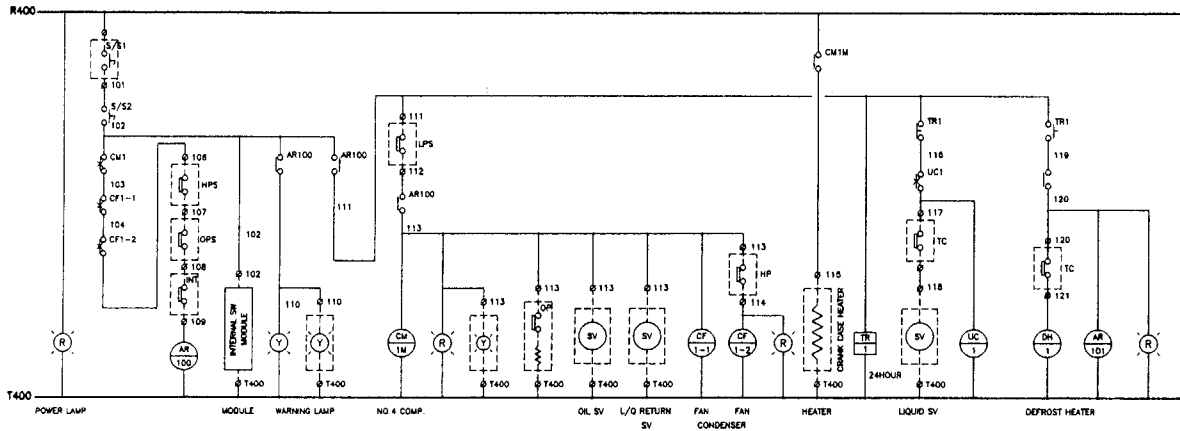 R400
S/S1
101
S/S2
102
CM1
103
CF1-1
104
CF1-2
106
HPS
107
OPS
108
INT
109
AR
100
R
102
102
INTERNAL SW
MODULE
T400
AR100
110
110
Y
Y
T400
AR100
111
111
LPS
112
AR100
113
CM
1M
R
113
Y
T400
113
OP
T400
113
SV
T400
113
SV
T400
CF
1-1
113
HP
114
CF
1-2
R
CM1M
115
CRANK CASE HEATER
T400
TR
1
24HOUR
TR1
116
UC1
117
TC
118
SV
T400
UC
1
TR1
119
120
120
TC
121
DH
1
AR
101
R
T400
POWER LAMP
MODULE
WARNING LAMP
NO.4 COMP.
OIL SV
L/Q RETURN
SV
FAN
FAN
CONDENSER
HEATER
LIQUID SV
DEFROST HEATER